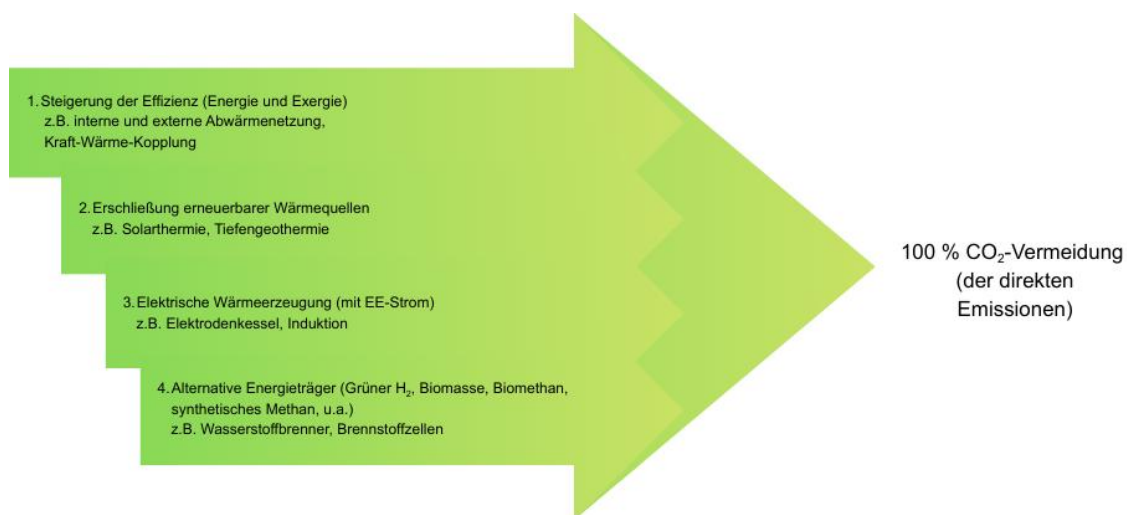 1. Steigerung der Effizienz (Energie und Exergie)
z.B. interne und externe Abwärmenetzung,
Kraft-Wärme-Kopplung
2. Erschließung erneuerbarer Wärmequellen
z.B. Solarthermie, Tiefengeothermie
3. Elektrische Wärmeerzeugung (mit EE-Strom)
z.B. Elektrodenkessel, Induktion
4. Alternative Energieträger (Grüner H₂, Biomasse, Biomethan,
synthetisches Methan, u.a.)
z.B. Wasserstoffbrenner, Brennstoffzellen
100 % CO₂-Vermeidung
(der direkten
Emissionen)